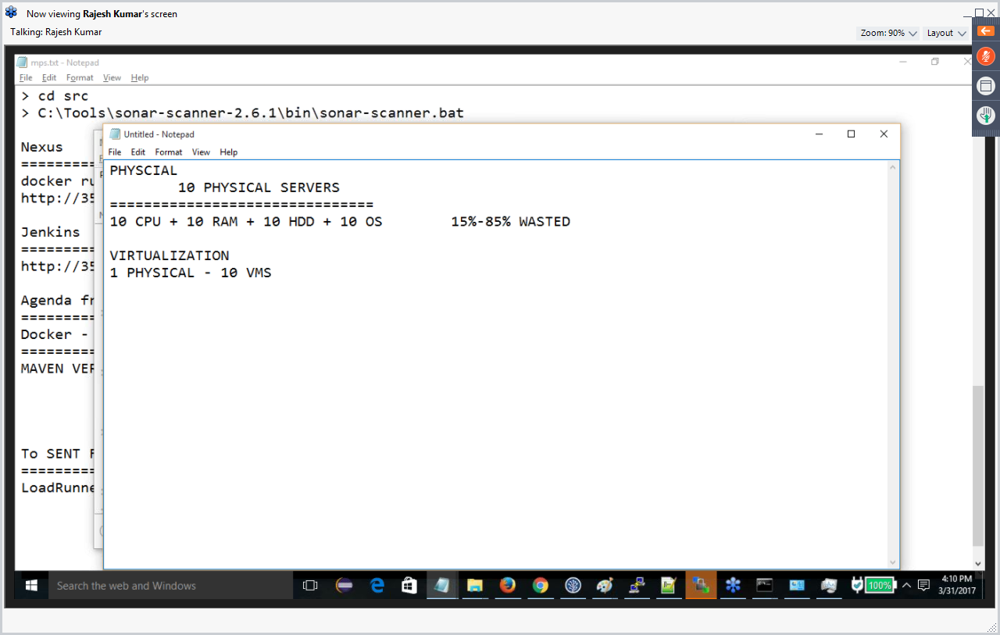 Now viewing Rajesh Kumar's screen
Talking: Rajesh Kumar
Zoom: 90%
Layout
mps.txt - Notepad
File Edit Format View Help
> cd src
> C:\Tools\sonar-scanner-2.6.1\bin\sonar-scanner.bat
Nexus
==========
docker
http://35
Jenkins
==========
http://35
Agenda
==========
Docker -
==========
MAVEN
To SENT
==========
Untitled - Notepad
File Edit Format View Help
PHYSCIAL
10 PHYSICAL SERVERS
===============================
10 CPU + 10 RAM + 10 HDD + 10 OS 15%-85% WASTED
VIRTUALIZATION
1 PHYSICAL - 10 VMS
Search the web and Windows
100%
4:10 PM
3/31/2017